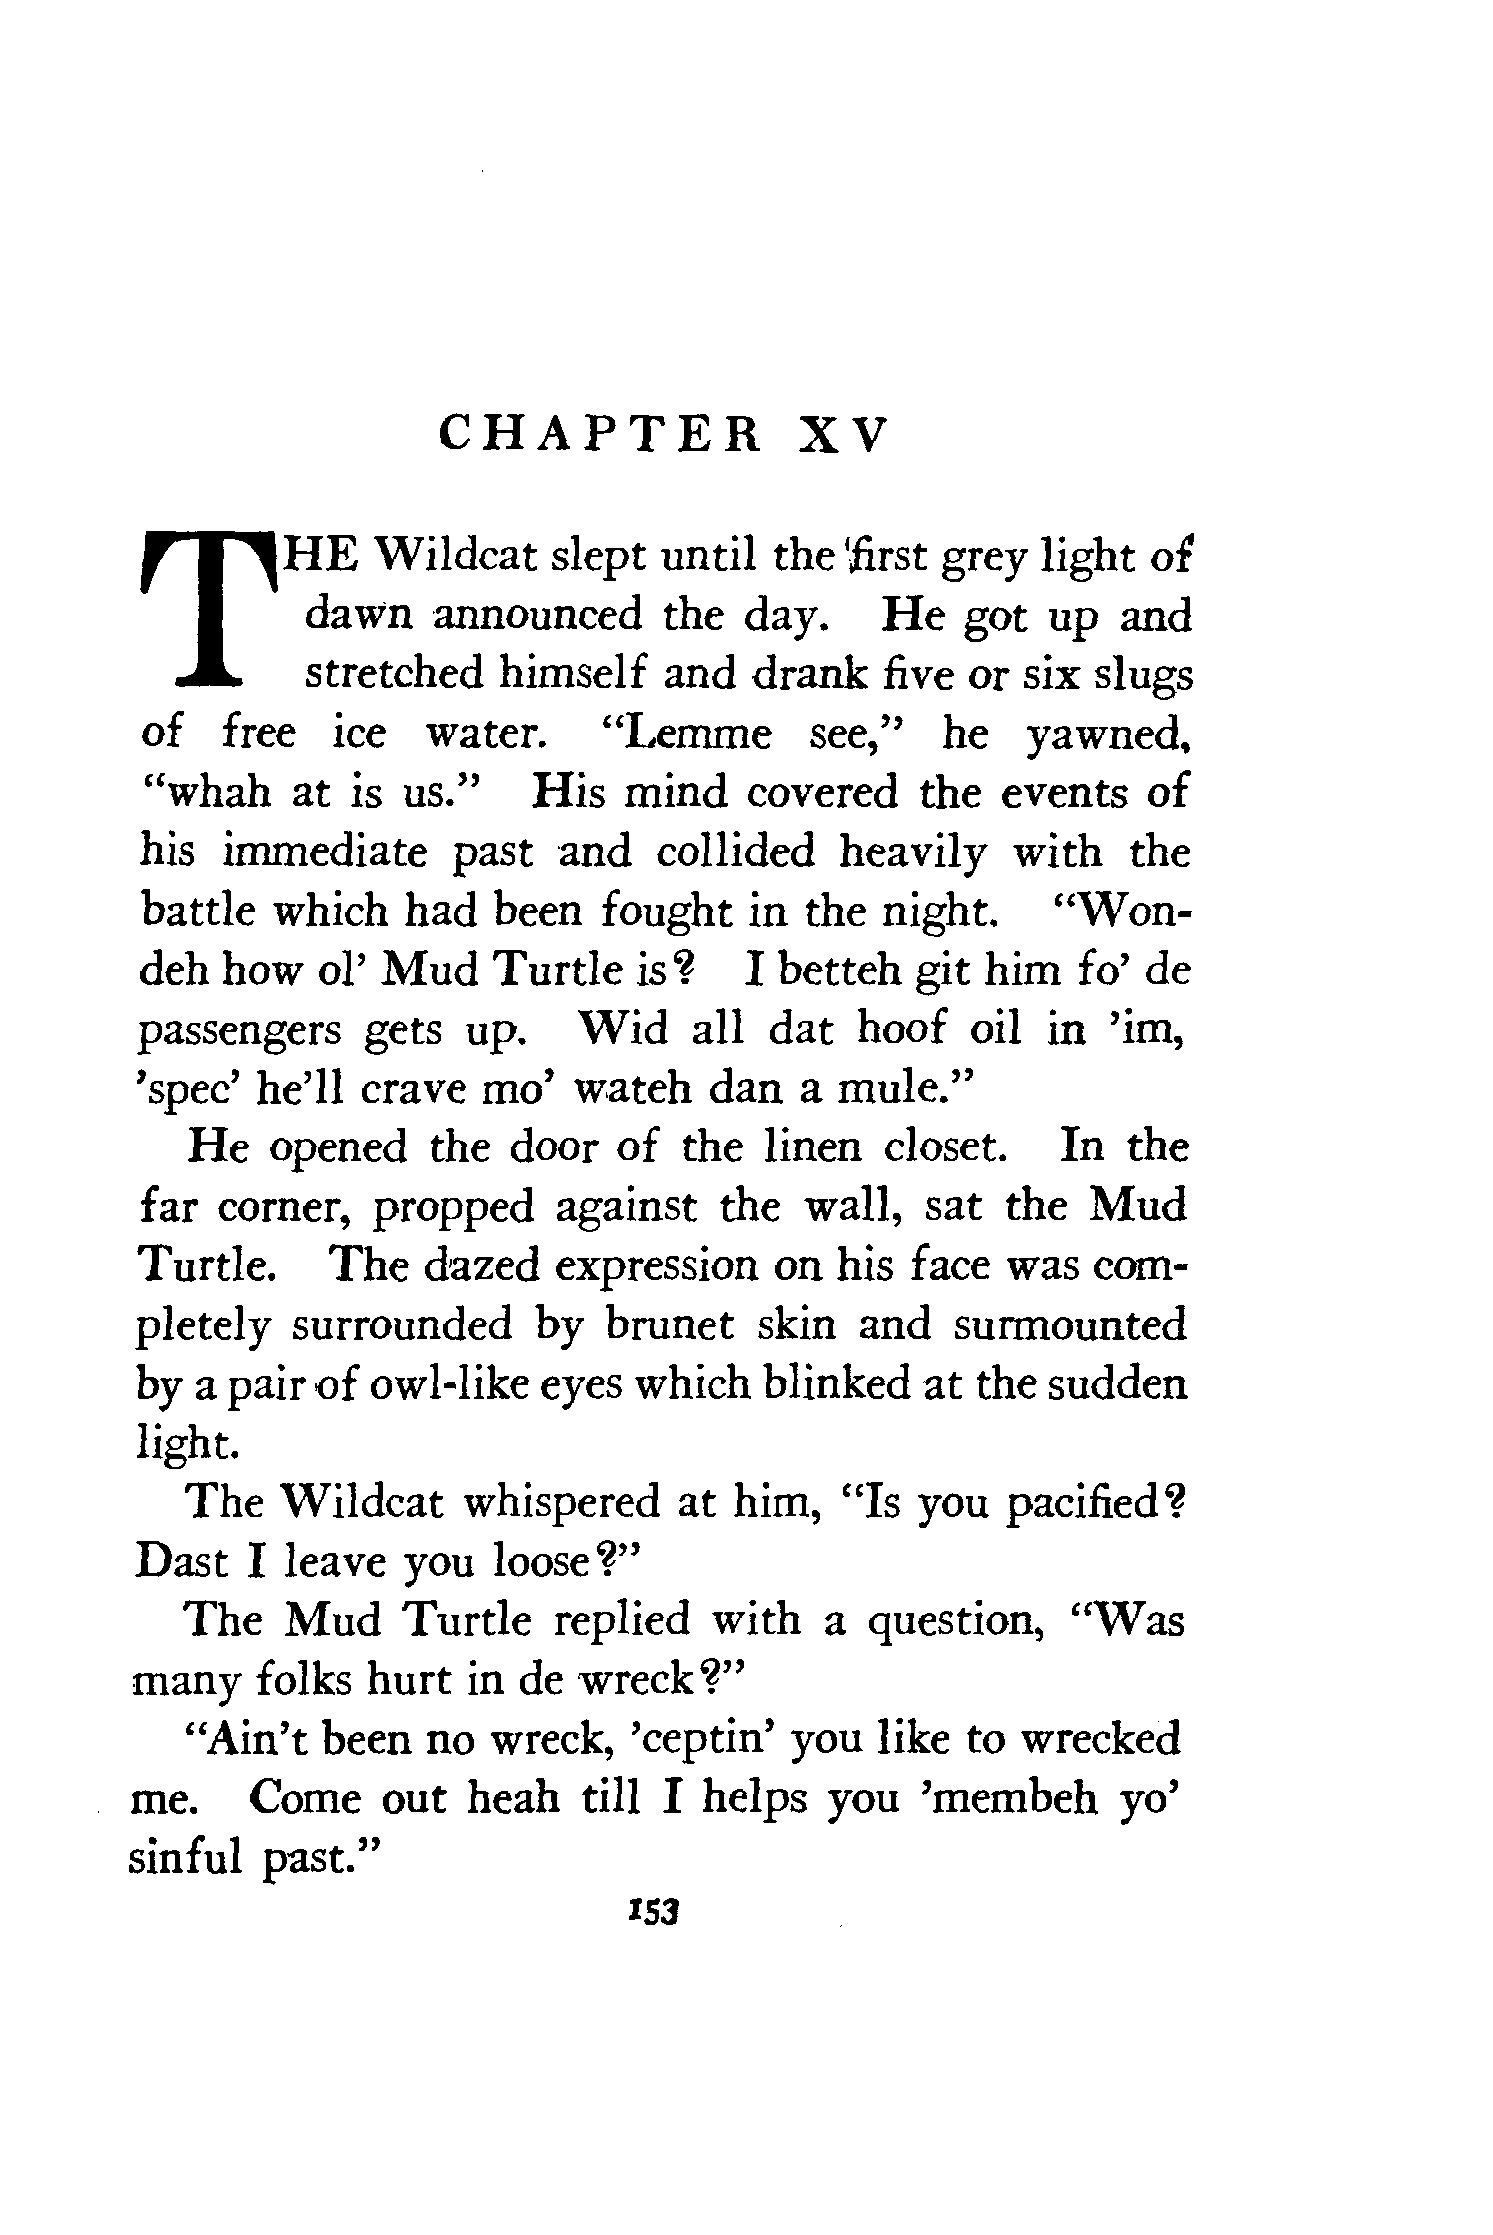 CHAPTER XV
THE Wildcat slept until the first grey light of
dawn announced the day. He got up and
stretched himself and drank five or six slugs
of free ice water. “Lemme see,” he yawned,
“whah at is us.” His mind covered the events of
his immediate past and collided heavily with the
battle which had been fought in the night. “Won-
deh how ol’ Mud Turtle is? I betteh git him fo’ de
passengers gets up. Wid all dat hoof oil in ’im,
’spec’ he’ll crave mo’ wateh dan a mule.”
He opened the door of the linen closet. In the
far corner, propped against the wall, sat the Mud
Turtle. The dazed expression on his face was com-
pletely surrounded by brunet skin and surmounted
by a pair of owl-like eyes which blinked at the sudden
light.
The Wildcat whispered at him, “Is you pacified?
Dast I leave you loose?”
The Mud Turtle replied with a question, “Was
many folks hurt in de wreck?”
“Ain’t been no wreck, ’ceptin’ you like to wrecked
me. Come out heah till I helps you ’membeh yo’
sinful past.”
153